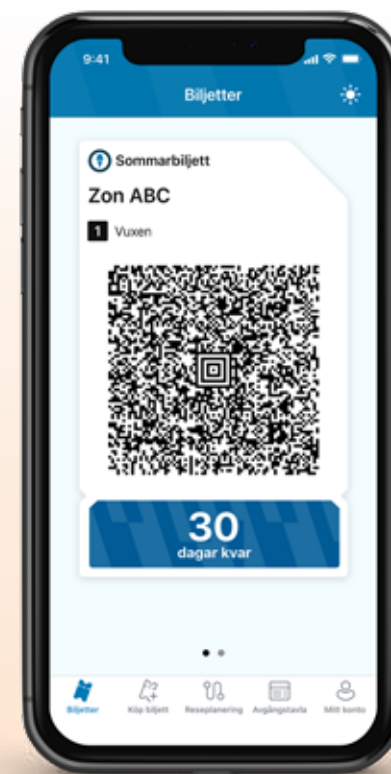 9:41
Biljetter
Sommarbiljett
Zon ABC
1 Vuxen
30
dagar kvar
Biljetter
Köp biljett
Reseplanering
Avgångstavla
Mitt konto